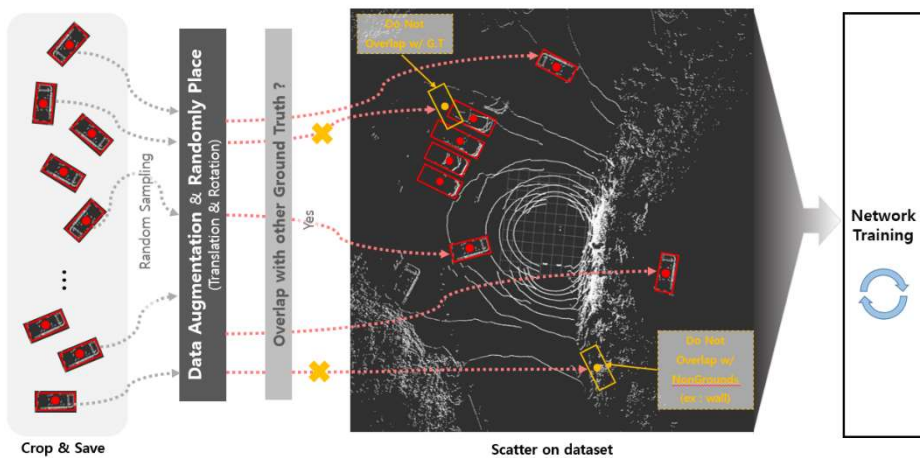 Crop & Save
Random Sampling
Data Augmentation & Randomly Place
(Translation & Rotation)
Overlap with other Ground Truth ?
Yes
Do Not
Overlap w/ G.T
Do Not
Overlap w/
NonGrounds
(ex : wall)
Scatter on dataset
Network
Training